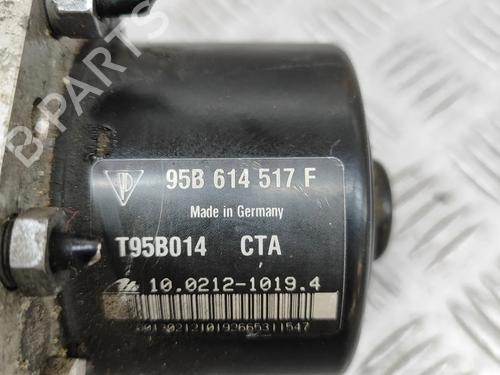 B-PARTS
95B 614 517 F
Made in Germany
T95B014 CTA
10.0212-1019.4